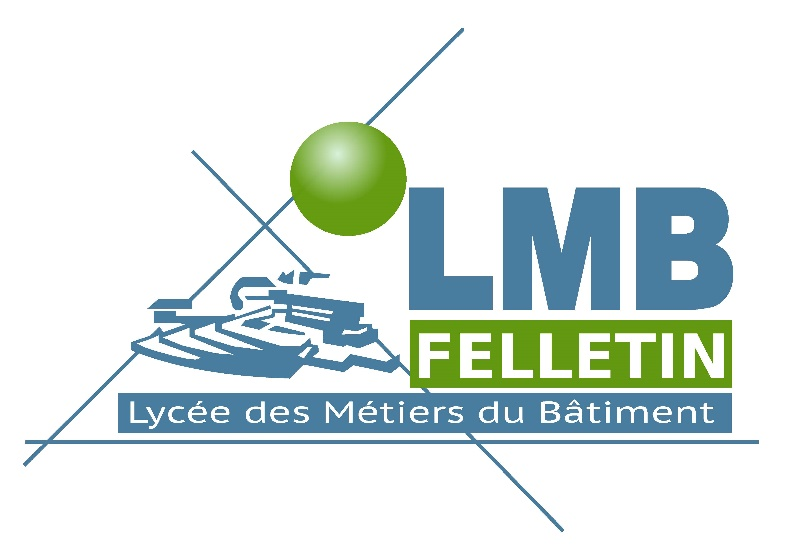 LMB
FELLETIN
Lycée des Métiers du Bâtiment